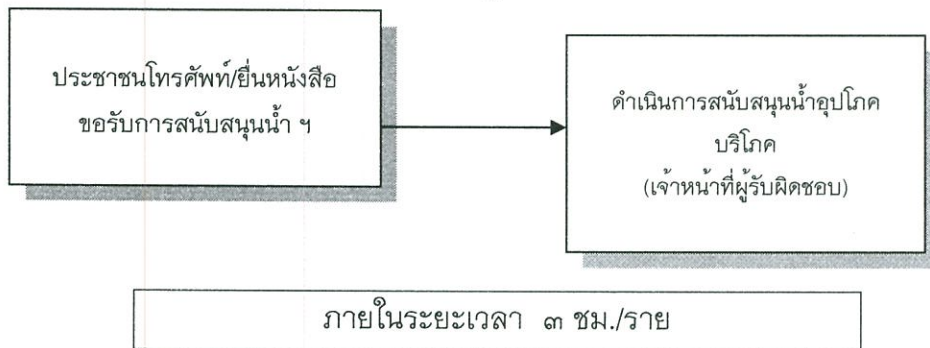 ประชาชนโทรศัพท์/ยื่นหนังสือ
ขอรับการสนับสนุนน้ำ ฯ
ดำเนินการสนับสนุนน้ำอุปโภค
บริโภค
(เจ้าหน้าที่ผู้รับผิดชอบ)
ภายในระยะเวลา ๓ ชม./ราย